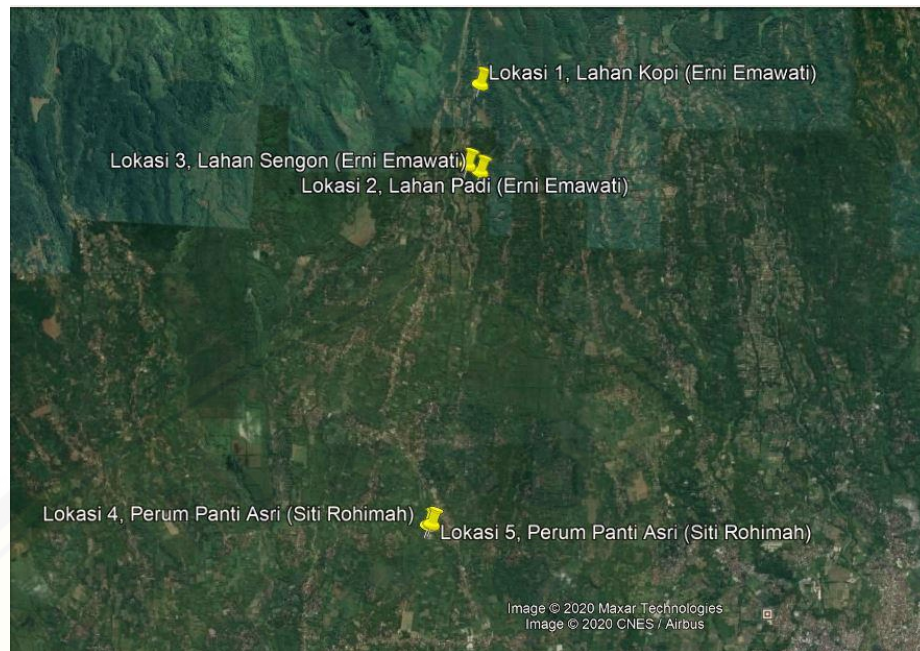 Lokasi 1, Lahan Kopi (Erni Emawati)
Lokasi 3, Lahan Sengon (Erni Emawati)
Lokasi 2, Lahan Padi (Erni Emawati)
Lokasi 4, Perum Panti Asri (Siti Rohimah)
Lokasi 5, Perum Panti Asri (Siti Rohimah)
Image © 2020 Maxar Technologies
Image © 2020 CNES / Airbus